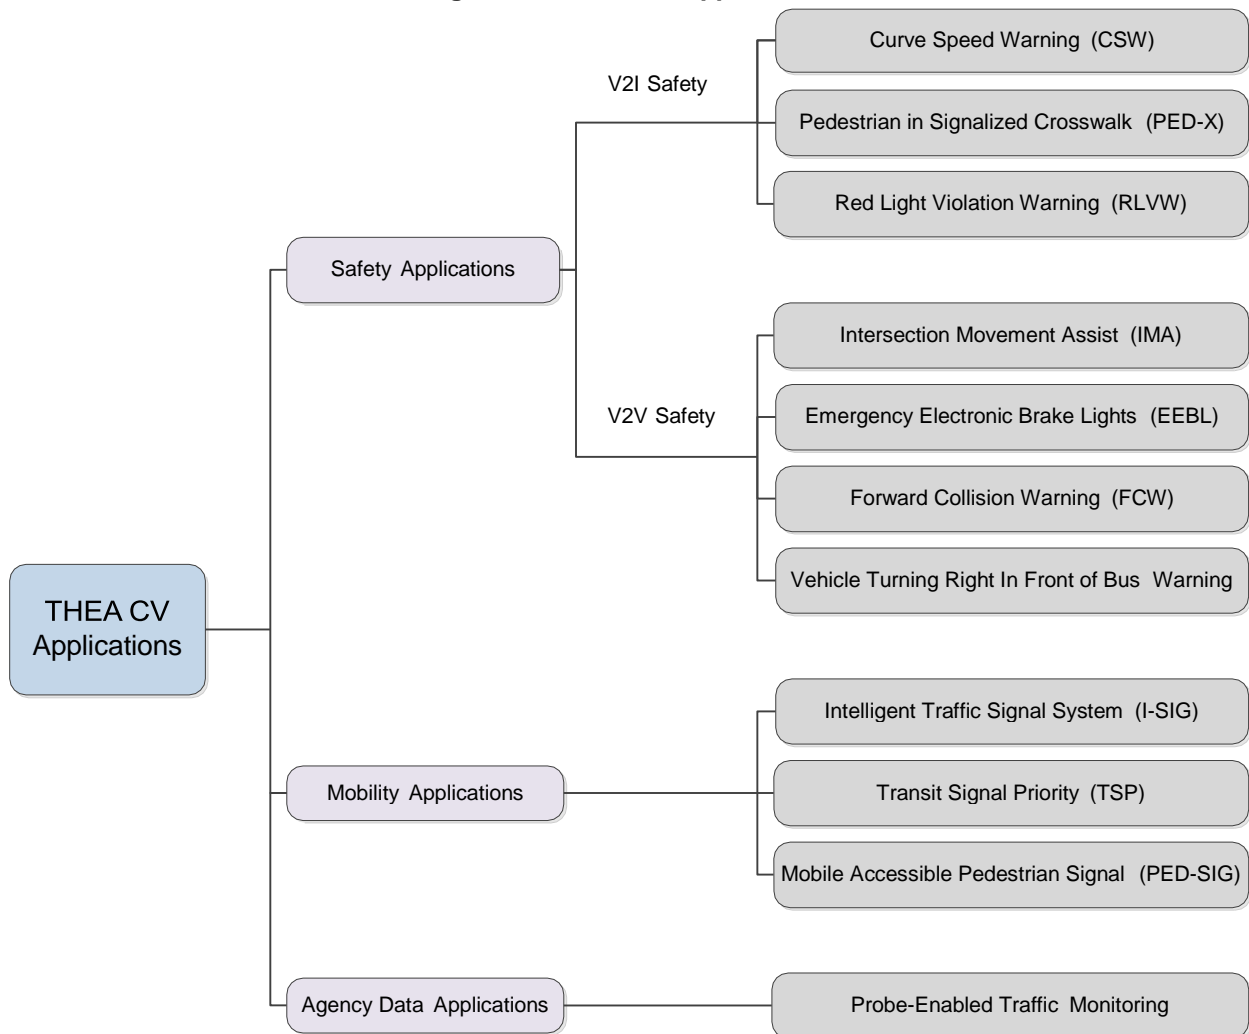 Curve Speed Warning (CSW)
V2I Safety
Pedestrian in Signalized Crosswalk (PED-X)
Red Light Violation Warning (RLVW)
Safety Applications
Intersection Movement Assist (IMA)
V2V Safety
Emergency Electronic Brake Lights (EEBL)
Forward Collision Warning (FCW)
Vehicle Turning Right In Front of Bus Warning
THEA CV
Applications
Intelligent Traffic Signal System (I-SIG)
Mobility Applications
Transit Signal Priority (TSP)
Mobile Accessible Pedestrian Signal (PED-SIG)
Agency Data Applications
Probe-Enabled Traffic Monitoring